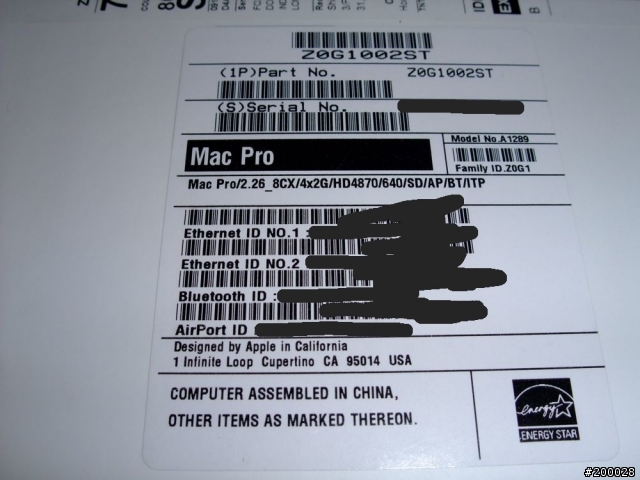 Z0G1002ST
(1P)Part No. Z0G1002ST
(S)Serial No.
Mac Pro
Model No.A1289
Family ID.Z0G1
Mac Pro/2.26_8CX/4x2G/HD4870/640/SD/AP/BT/ITP
Ethernet ID NO.1 :
Ethernet ID NO.2
Bluetooth ID :
AirPort ID
Designed by Apple in California
1 Infinite Loop Cupertino CA 95014 USA
COMPUTER ASSEMBLED IN CHINA,
OTHER ITEMS AS MARKED THEREON.
energy
ENERGY STAR
#200028